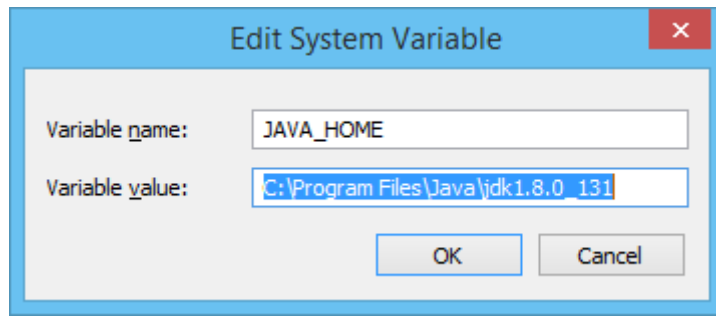 Edit System Variable
Variable name: JAVA_HOME
Variable value: C:\Program Files\Java\jdk1.8.0_131
OK Cancel